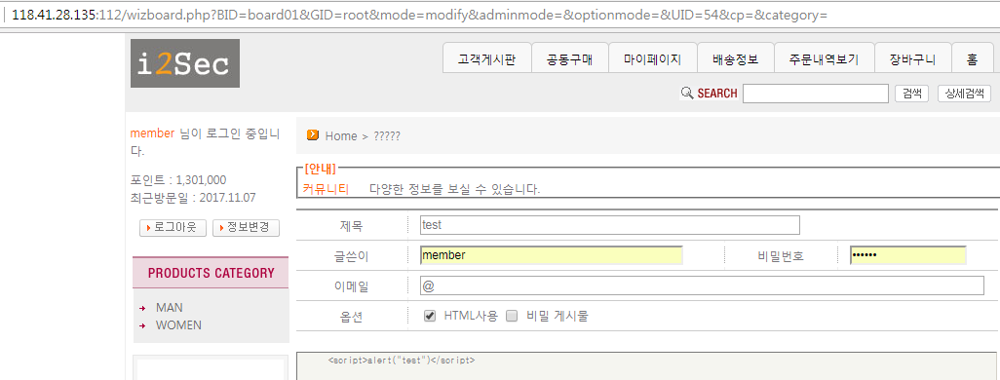 118.41.28.135:112/wizboard.php?BID=board01&GID=root&mode=modify&adminmode=&optionmode=&UID=54&cp=&category=
i2Sec
고객게시판 공동구매 마이페이지 배송정보 주문내역보기 장바구니 홈
SEARCH 검색 상세검색
member 님이 로그인 중입니
다.
포인트 : 1,301,000
최근방문일 : 2017.11.07
로그아웃 정보변경
PRODUCTS CATEGORY
MAN
WOMEN
Home > ?????
[안내]
커뮤니티 다양한 정보를 보실 수 있습니다.
제목 test
글쓴이 member 비밀번호 ••••••
이메일 @
옵션 HTML사용 비밀 게시물
<script>alert("test")</script>